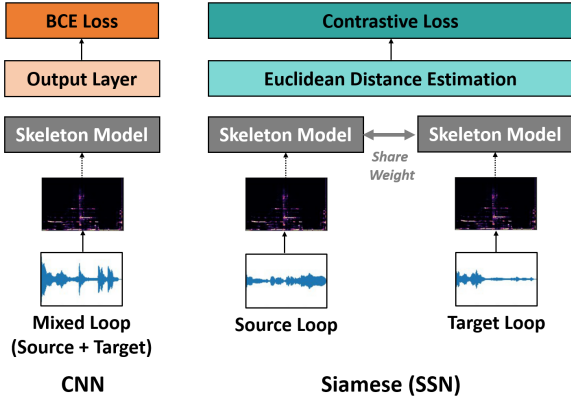 BCE Loss
Output Layer
Skeleton Model
Mixed Loop
(Source + Target)
CNN
Contrastive Loss
Euclidean Distance Estimation
Skeleton Model
Share
Weight
Skeleton Model
Source Loop
Target Loop
Siamese (SSN)